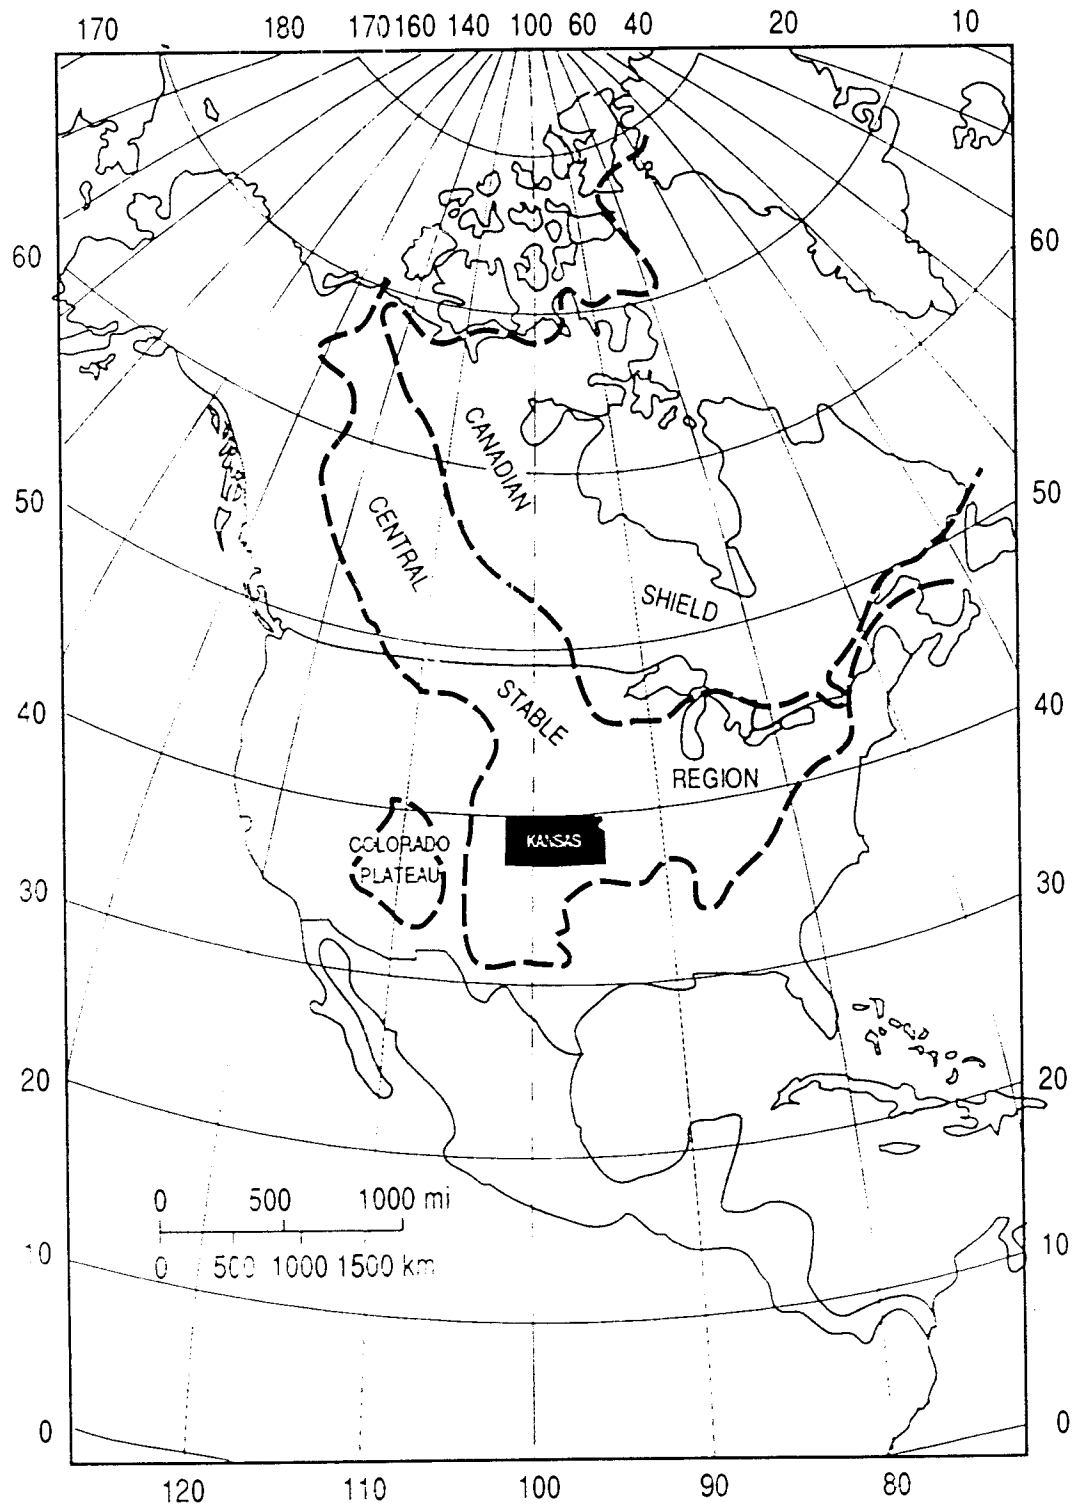 170 180 170 160 140 100 60 40 20 10
60 60
CANADIAN
50 50
CENTRAL
SHIELD
STABLE
40 40
REGION
COLORADO
PLATEAU
KANSAS
30 30
20 20
0 500 1000 mi
0 500 1000 1500 km
10 10
0 0
120 110 100 90 80